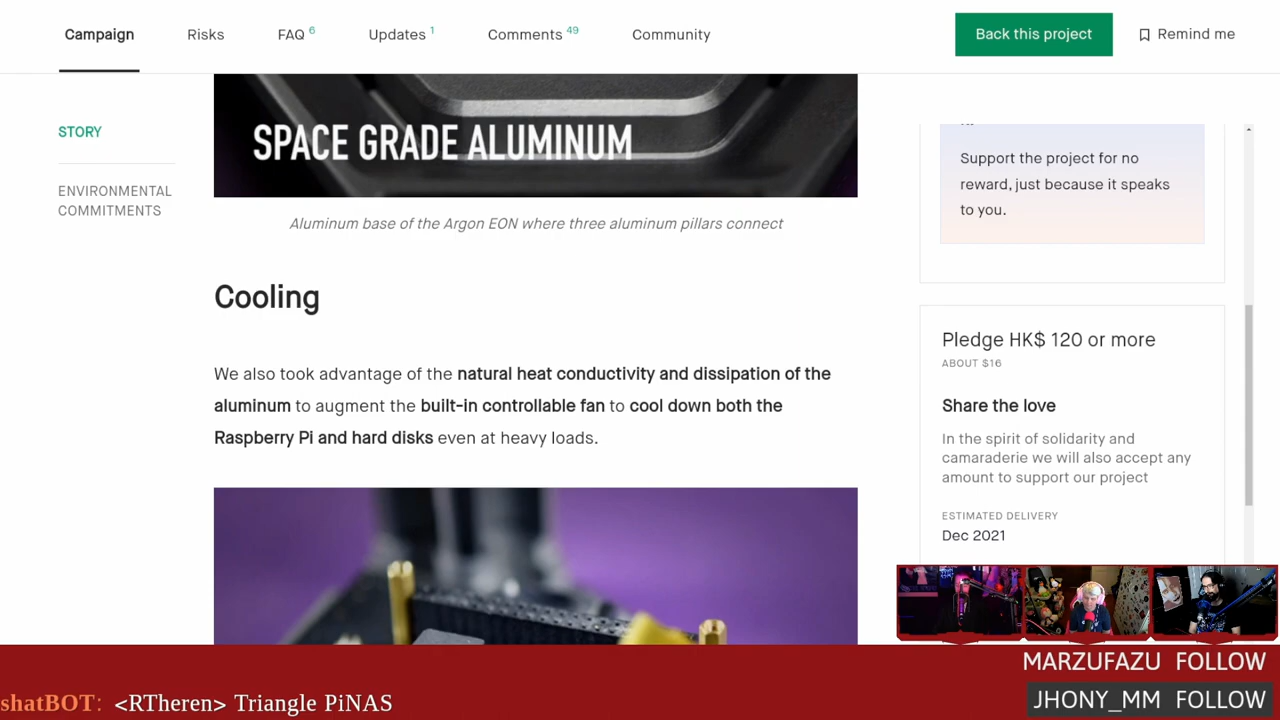 Campaign
Risks
FAQ 6
Updates 1
Comments 49
Community
Back this project
Remind me
STORY
ENVIRONMENTAL
COMMITMENTS
SPACE GRADE ALUMINUM
Aluminum base of the Argon EON where three aluminum pillars connect
Cooling
We also took advantage of the natural heat conductivity and dissipation of the
aluminum to augment the built-in controllable fan to cool down both the
Raspberry Pi and hard disks even at heavy loads.
Support the project for no
reward, just because it speaks
to you.
Pledge HK$ 120 or more
ABOUT $16
Share the love
In the spirit of solidarity and
camaraderie we will also accept any
amount to support our project
ESTIMATED DELIVERY
Dec 2021
MARZUFAZU FOLLOW
JHONY_MM FOLLOW
shatBOT: <RTheren> Triangle PiNAS